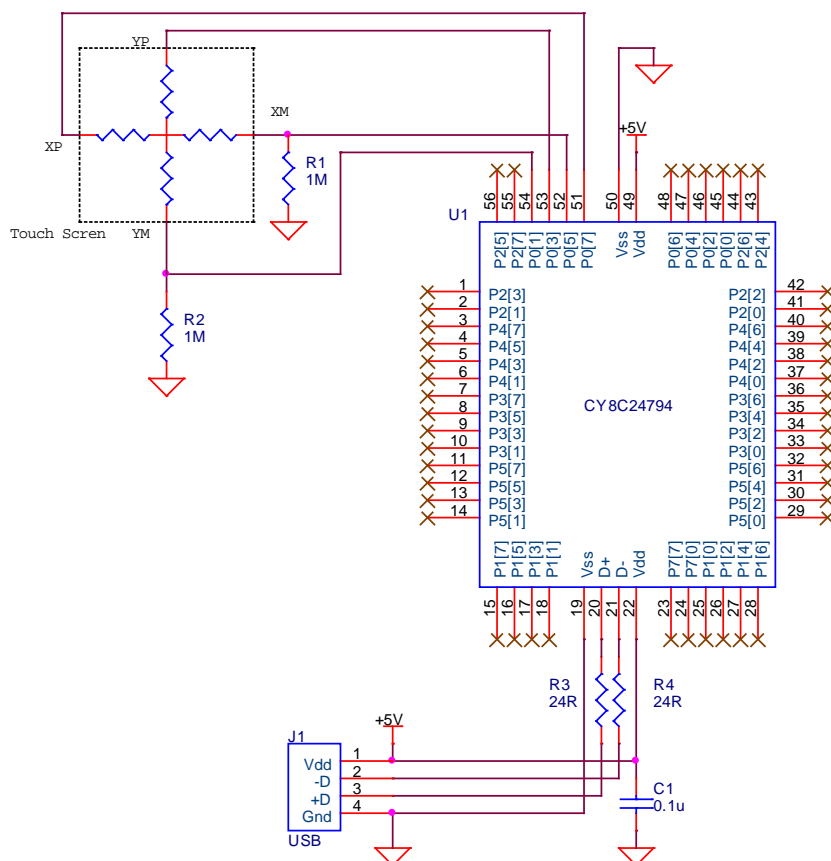 YP
XM
XP
R1
1M
+5V
Touch Scren
YM
R2
1M
U1
56
55
54
53
52
51
50
49
48
47
46
45
44
43
P2[5]
P2[7]
P0[1]
P0[3]
P0[5]
P0[7]
Vss
Vdd
P0[6]
P0[4]
P0[2]
P0[0]
P2[6]
P2[4]
1 P2[3]
2 P2[1]
3 P4[7]
4 P4[5]
5 P4[3]
6 P4[1]
7 P3[7]
8 P3[5]
9 P3[3]
10 P3[1]
11 P5[7]
12 P5[5]
13 P5[3]
14 P5[1]
CY8C24794
P2[2] 42
P2[0] 41
P4[6] 40
P4[4] 39
P4[2] 38
P4[0] 37
P3[6] 36
P3[4] 35
P3[2] 34
P3[0] 33
P5[6] 32
P5[4] 31
P5[2] 30
P5[0] 29
P1[7]
P1[5]
P1[3]
P1[1]
Vss
D+
D-
Vdd
P7[7]
P7[0]
P1[0]
P1[2]
P1[4]
P1[6]
15
16
17
18
19
20
21
22
23
24
25
26
27
28
R3
24R
R4
24R
+5V
J1
Vdd 1
-D 2
+D 3
Gnd 4
USB
C1
0.1u